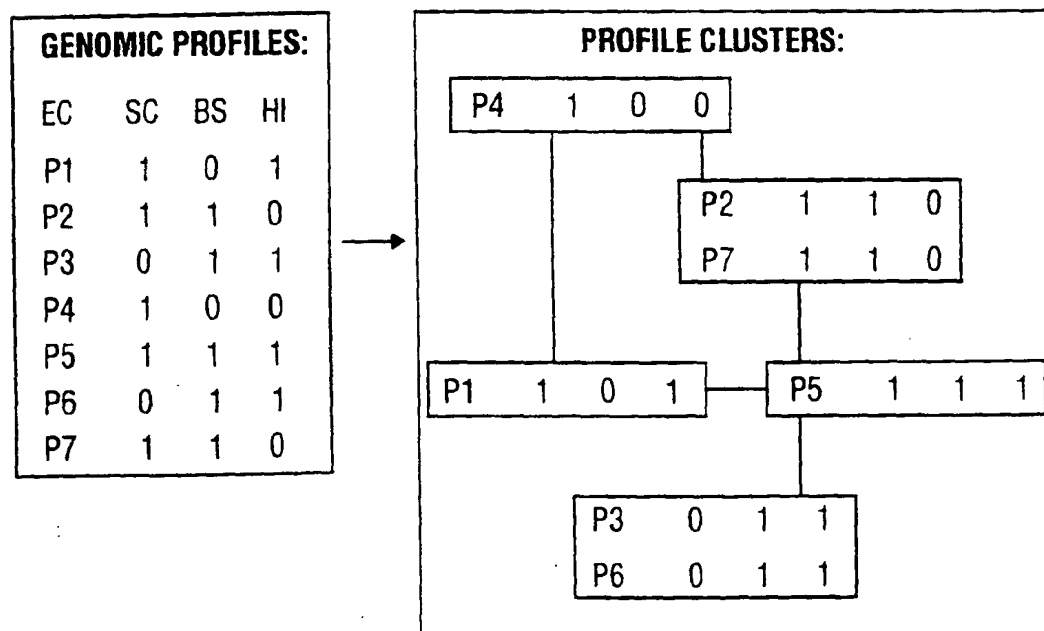 GENOMIC PROFILES:
EC SC BS HI
P1 1 0 1
P2 1 1 0
P3 0 1 1
P4 1 0 0
P5 1 1 1
P6 0 1 1
P7 1 1 0
PROFILE CLUSTERS:
P4 1 0 0
P2 1 1 0
P7 1 1 0
P1 1 0 1
P5 1 1 1
P3 0 1 1
P6 0 1 1